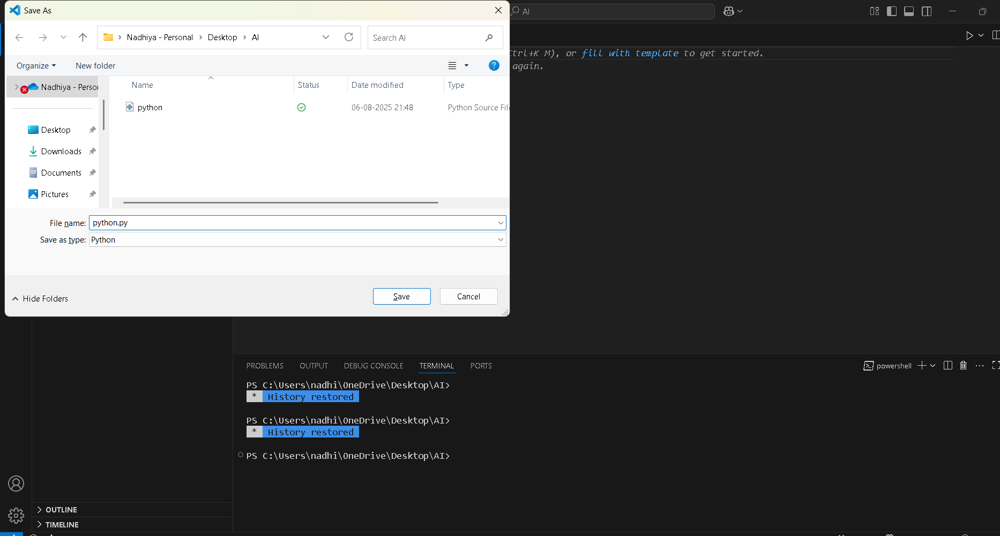 Save As
AI
Nadhiya - Personal > Desktop > AI
Search AI
Ctrl+K M), or fill with template to get started.
again.
Organize
New folder
Nadhiya - Person
Name
Status
Date modified
Type
python
06-08-2025 21:48
Python Source File
Desktop
Downloads
Documents
Pictures
File name:
python.py
Save as type:
Python
Hide Folders
Save
Cancel
PROBLEMS
OUTPUT
DEBUG CONSOLE
TERMINAL
PORTS
powershell
PS C:\Users\nadhi\OneDrive\Desktop\AI>
* History restored
PS C:\Users\nadhi\OneDrive\Desktop\AI>
* History restored
PS C:\Users\nadhi\OneDrive\Desktop\AI>
OUTLINE
TIMELINE